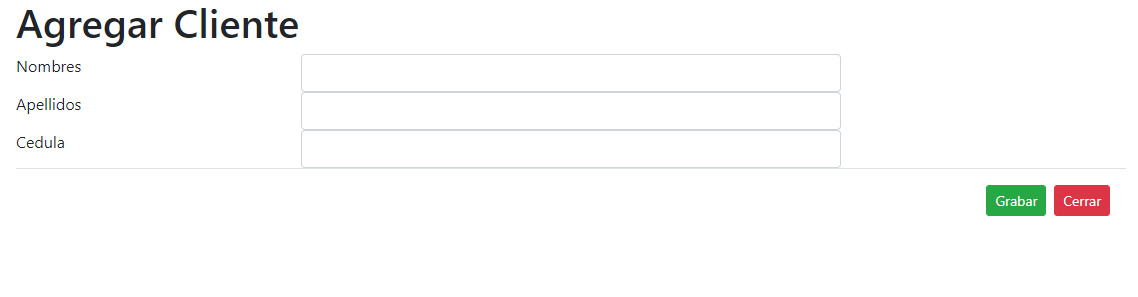 Agregar Cliente
Nombres
Apellidos
Cedula
Grabar Cerrar